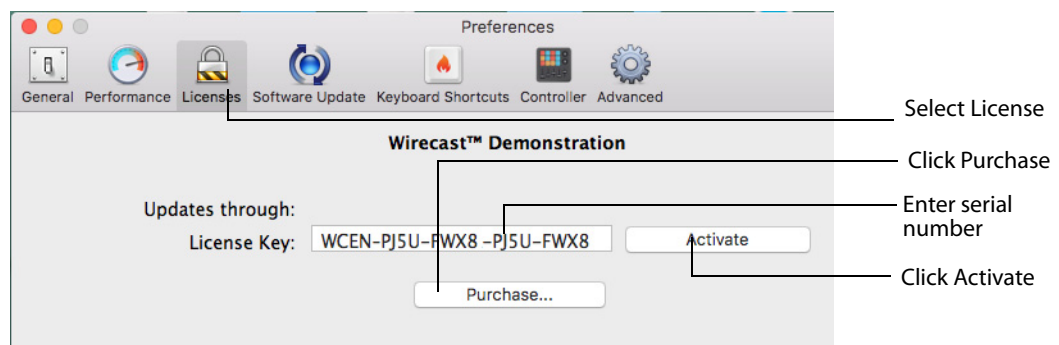 Preferences
General Performance Licenses Software Update Keyboard Shortcuts Controller Advanced
Select License
Wirecast™ Demonstration
Click Purchase
Updates through:
Enter serial
number
License Key: WCEN-PJ5U-FWX8 –PJ5U-FWX8 Activate
Click Activate
Purchase...